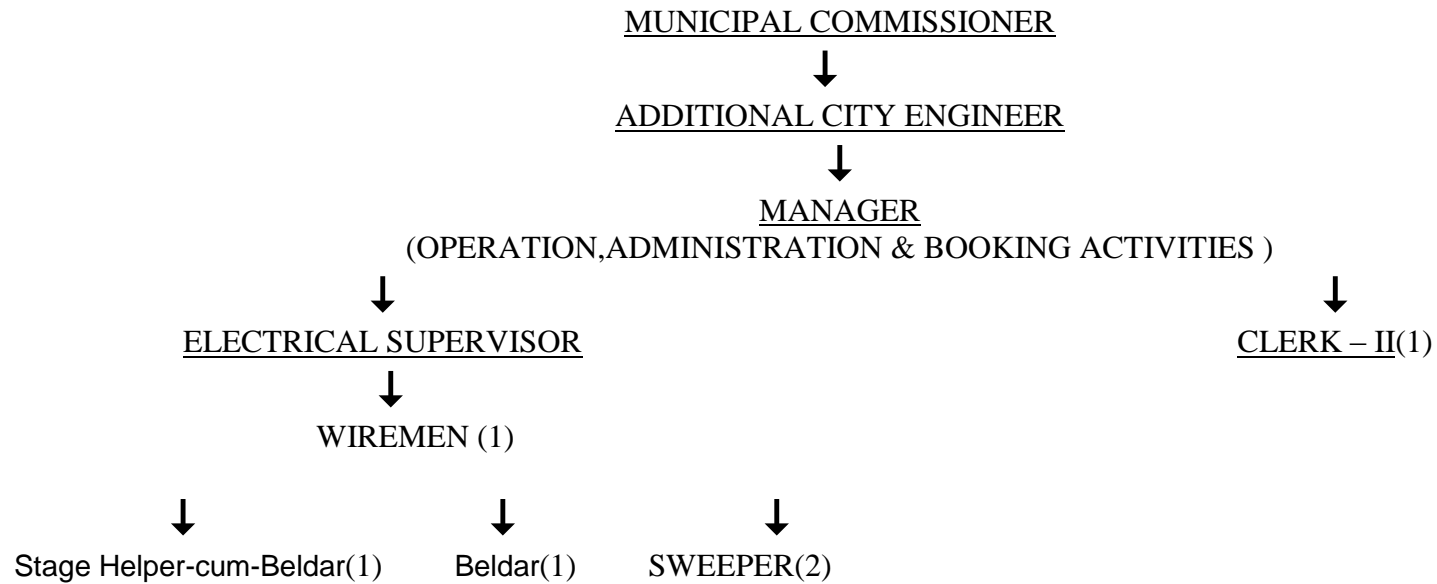 MUNICIPAL COMMISSIONER
ADDITIONAL CITY ENGINEER
MANAGER
(OPERATION,ADMINISTRATION & BOOKING ACTIVITIES )
ELECTRICAL SUPERVISOR CLERK – II(1)
WIREMEN (1)
Stage Helper-cum-Beldar(1) Beldar(1) SWEEPER(2)